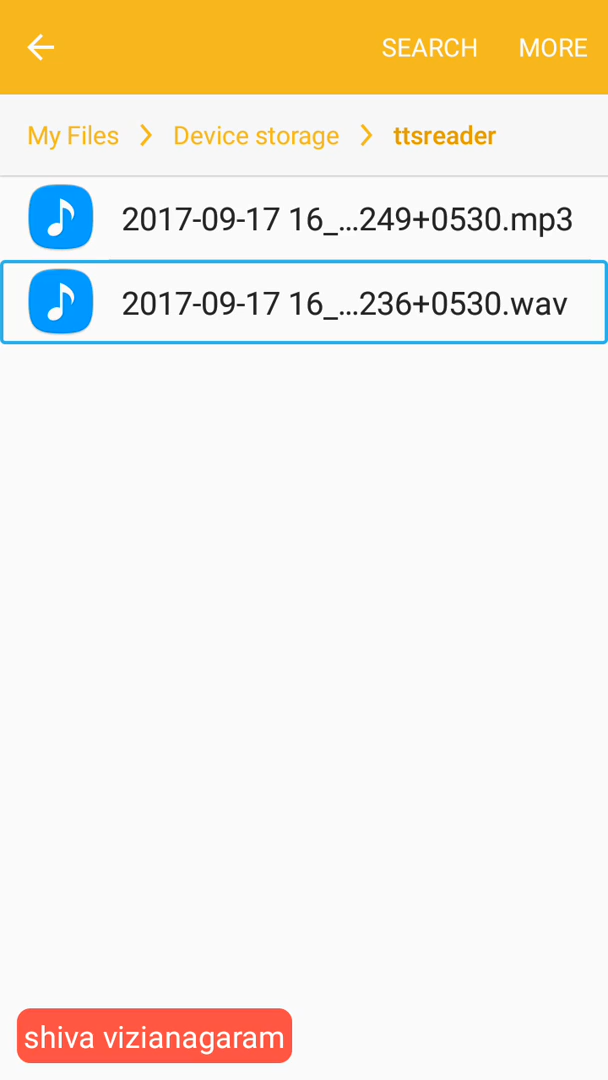 SEARCH MORE
My Files > Device storage > ttsreader
2017-09-17 16_...249+0530.mp3
2017-09-17 16_...236+0530.wav
shiva vizianagaram